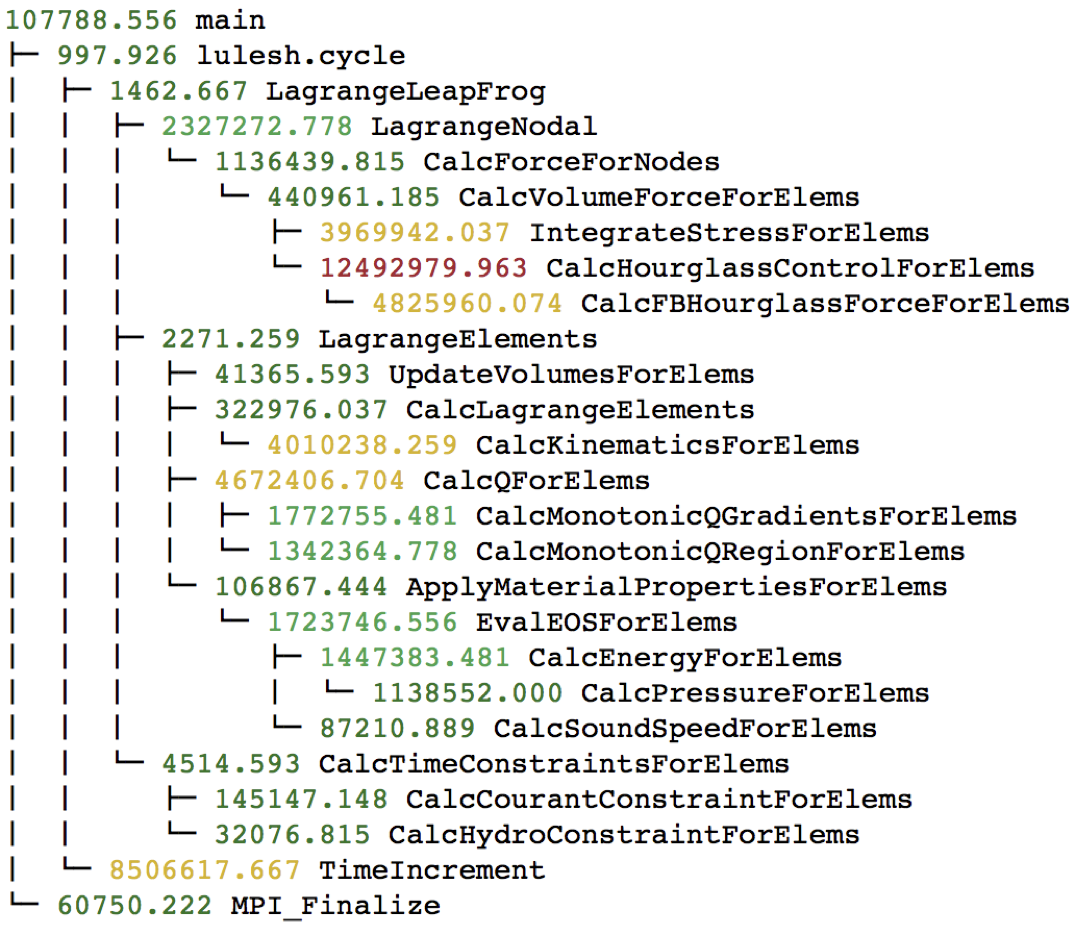 107788.556 main
├─ 997.926 lulesh.cycle
│  ├─ 1462.667 LagrangeLeapFrog
│  │  ├─ 2327272.778 LagrangeNodal
│  │  │  └─ 1136439.815 CalcForceForNodes
│  │  │     └─ 440961.185 CalcVolumeForceForElems
│  │  │        ├─ 3969942.037 IntegrateStressForElems
│  │  │        └─ 12492979.963 CalcHourglassControlForElems
│  │  │           └─ 4825960.074 CalcFBHourglassForceForElems
│  │  ├─ 2271.259 LagrangeElements
│  │  │  ├─ 41365.593 UpdateVolumesForElems
│  │  │  ├─ 322976.037 CalcLagrangeElements
│  │  │  │  └─ 4010238.259 CalcKinematicsForElems
│  │  │  ├─ 4672406.704 CalcQForElems
│  │  │  │  ├─ 1772755.481 CalcMonotonicQGradientsForElems
│  │  │  │  └─ 1342364.778 CalcMonotonicQRegionForElems
│  │  │  └─ 106867.444 ApplyMaterialPropertiesForElems
│  │  │     └─ 1723746.556 EvalEOSForElems
│  │  │        ├─ 1447383.481 CalcEnergyForElems
│  │  │        │  └─ 1138552.000 CalcPressureForElems
│  │  │        └─ 87210.889 CalcSoundSpeedForElems
│  │  └─ 4514.593 CalcTimeConstraintsForElems
│  │     ├─ 145147.148 CalcCourantConstraintForElems
│  │     └─ 32076.815 CalcHydroConstraintForElems
│  └─ 8506617.667 TimeIncrement
└─ 60750.222 MPI_Finalize